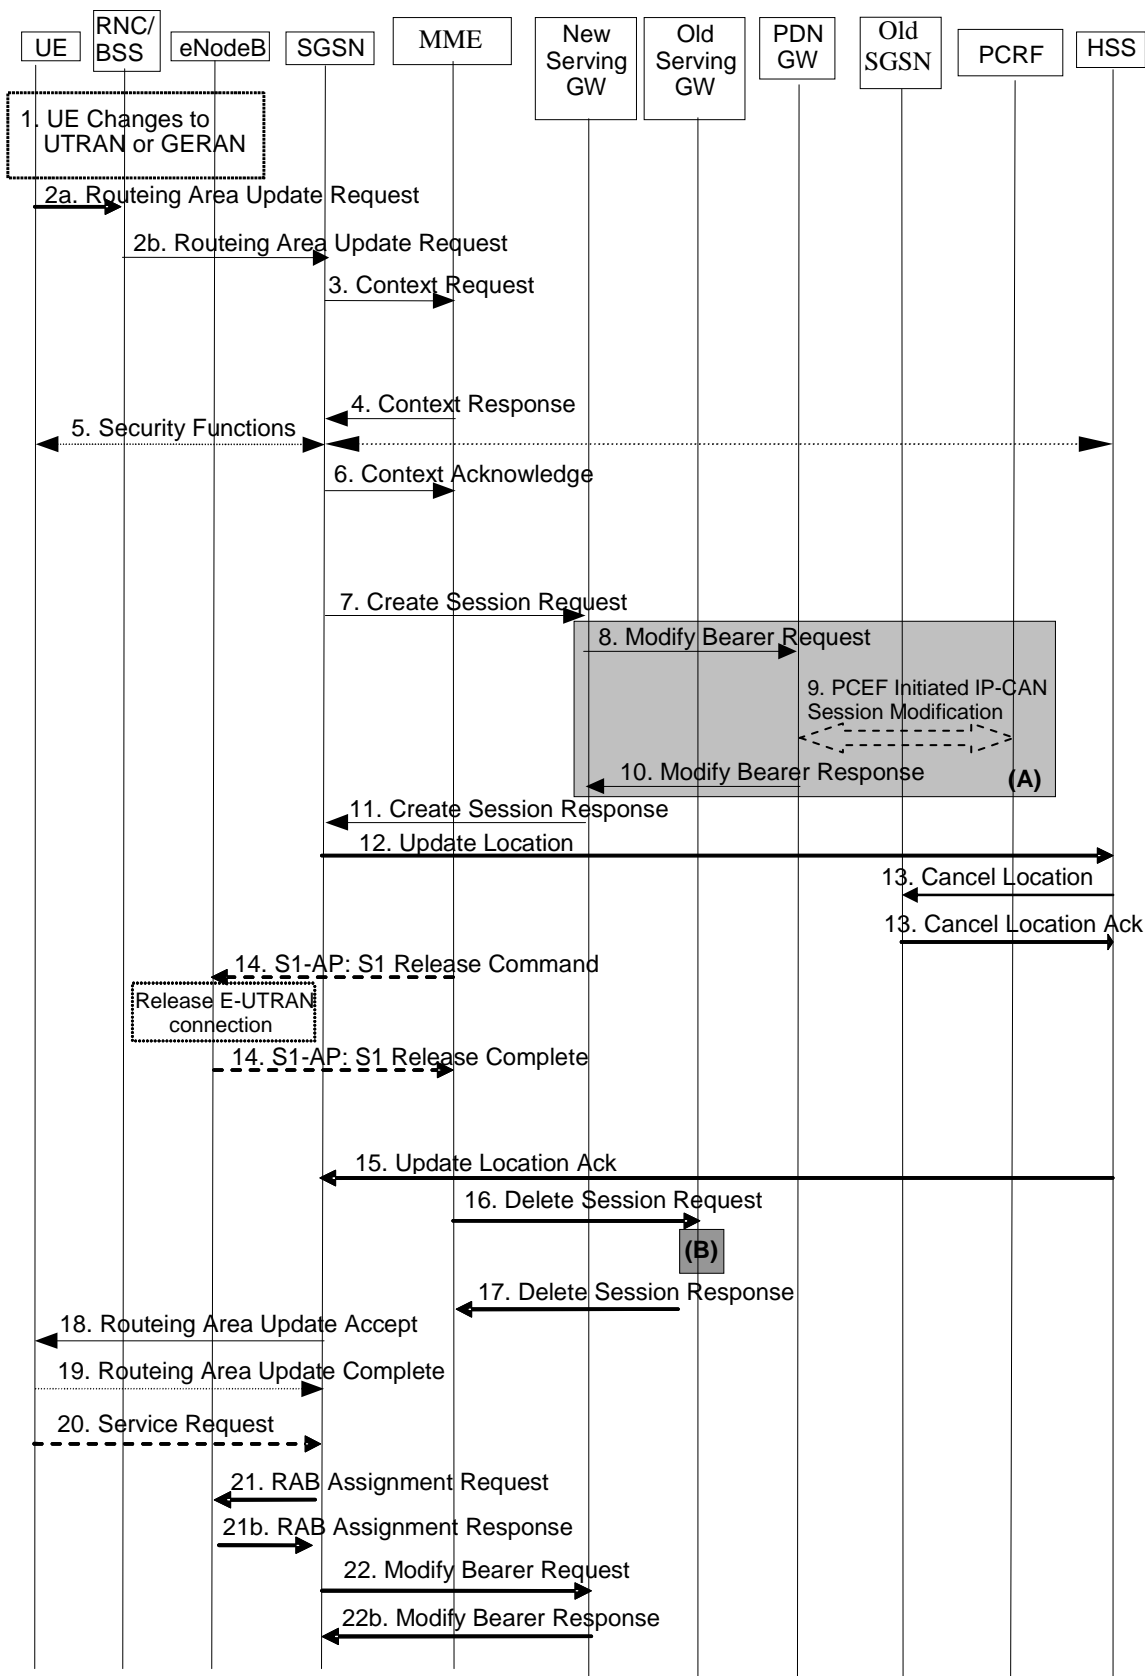 UE
RNC/
BSS
eNodeB
SGSN
MME
New
Serving
GW
Old
Serving
GW
PDN
GW
Old
SGSN
PCRF
HSS
1. UE Changes to
UTRAN or GERAN
2a. Routeing Area Update Request
2b. Routeing Area Update Request
3. Context Request
4. Context Response
5. Security Functions
6. Context Acknowledge
7. Create Session Request
8. Modify Bearer Request
9. PCEF Initiated IP-CAN
Session Modification
10. Modify Bearer Response
(A)
11. Create Session Response
12. Update Location
13. Cancel Location
13. Cancel Location Ack
14. S1-AP: S1 Release Command
Release E-UTRAN
connection
14. S1-AP: S1 Release Complete
15. Update Location Ack
16. Delete Session Request
(B)
17. Delete Session Response
18. Routeing Area Update Accept
19. Routeing Area Update Complete
20. Service Request
21. RAB Assignment Request
21b. RAB Assignment Response
22. Modify Bearer Request
22b. Modify Bearer Response